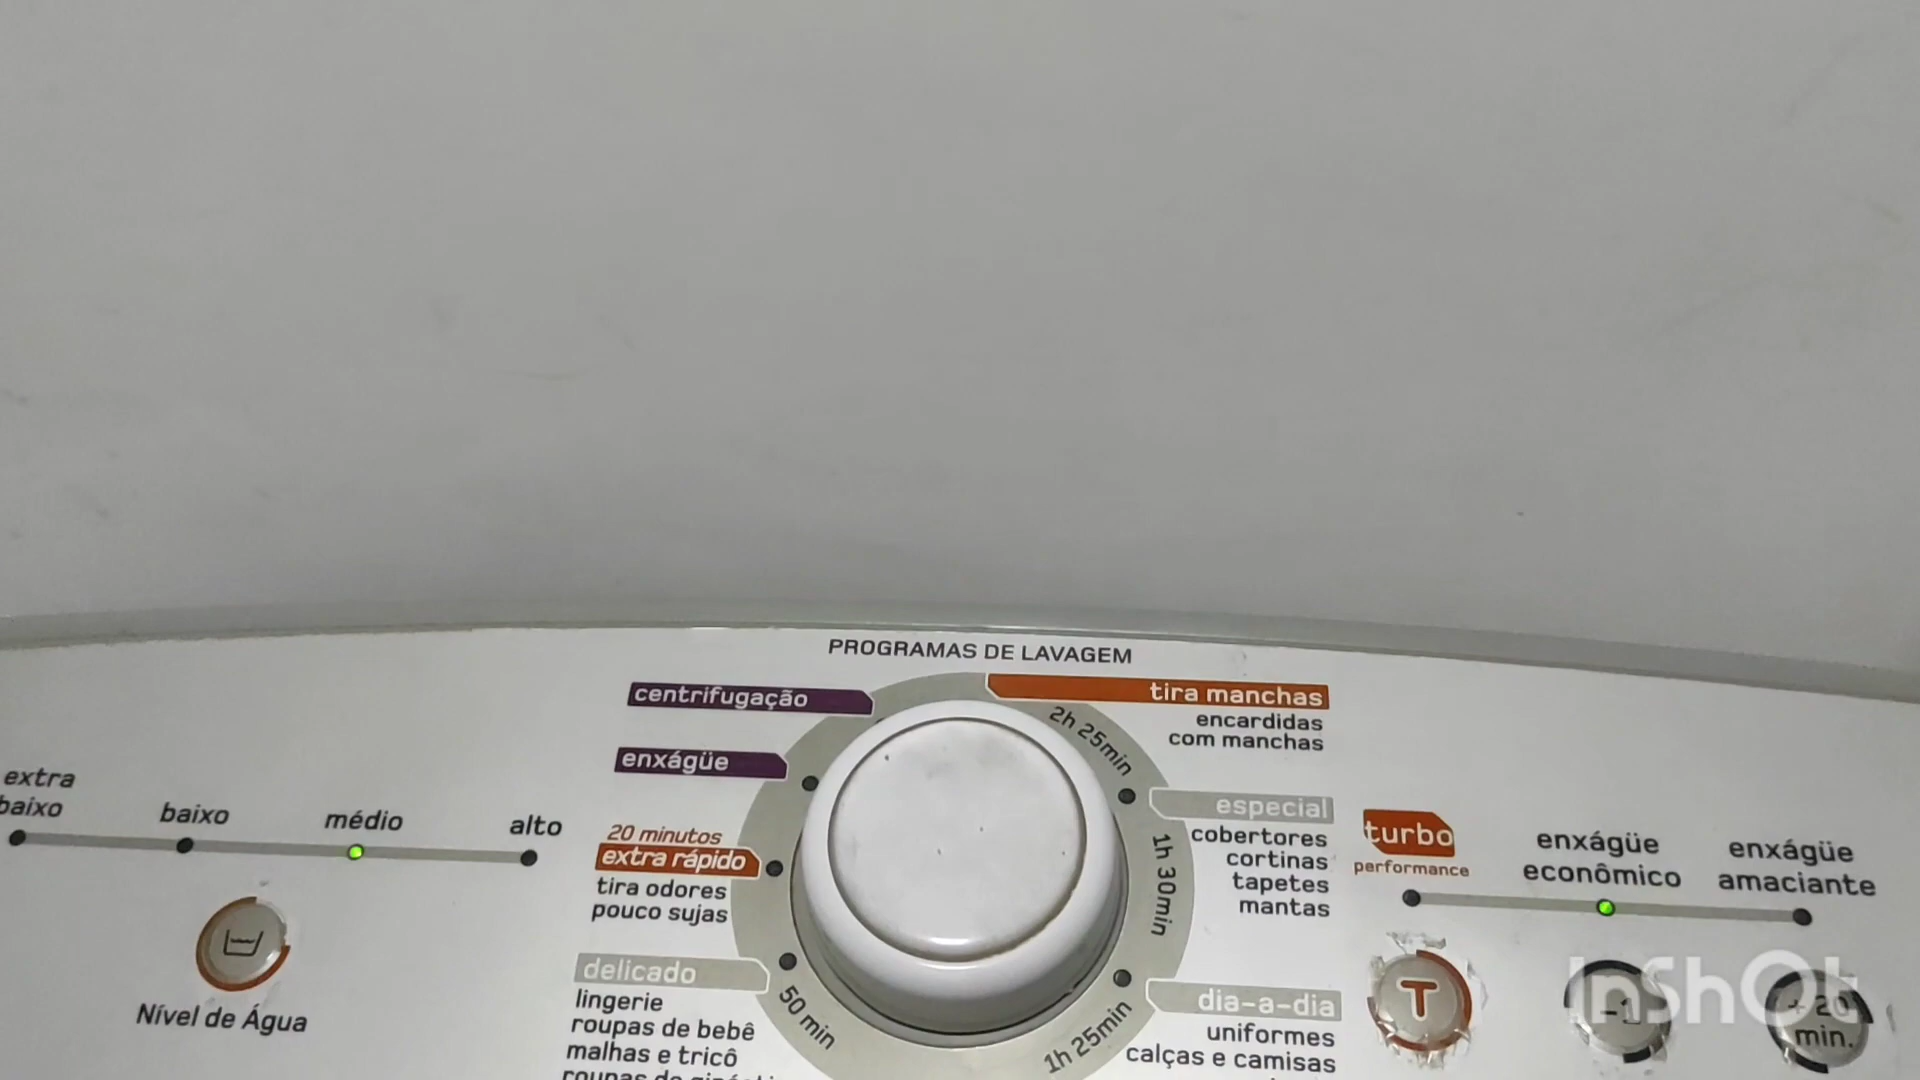 PROGRAMAS DE LAVAGEM
centrifugação
enxágüe
20 minutos
extra rápido
tira odores
pouco sujas
delicado
lingerie
roupas de bebê
malhas e tricô
50 min
tira manchas
encardidas
com manchas
2h 25min
especial
cobertores
cortinas
tapetes
mantas
1h 30min
dia-a-dia
uniformes
calças e camisas
1h 25min
extra
baixo
baixo
médio
alto
Nível de Água
turbo
performance
enxágüe
econômico
enxágüe
amaciante
T
-1
+20
min.
InShOt